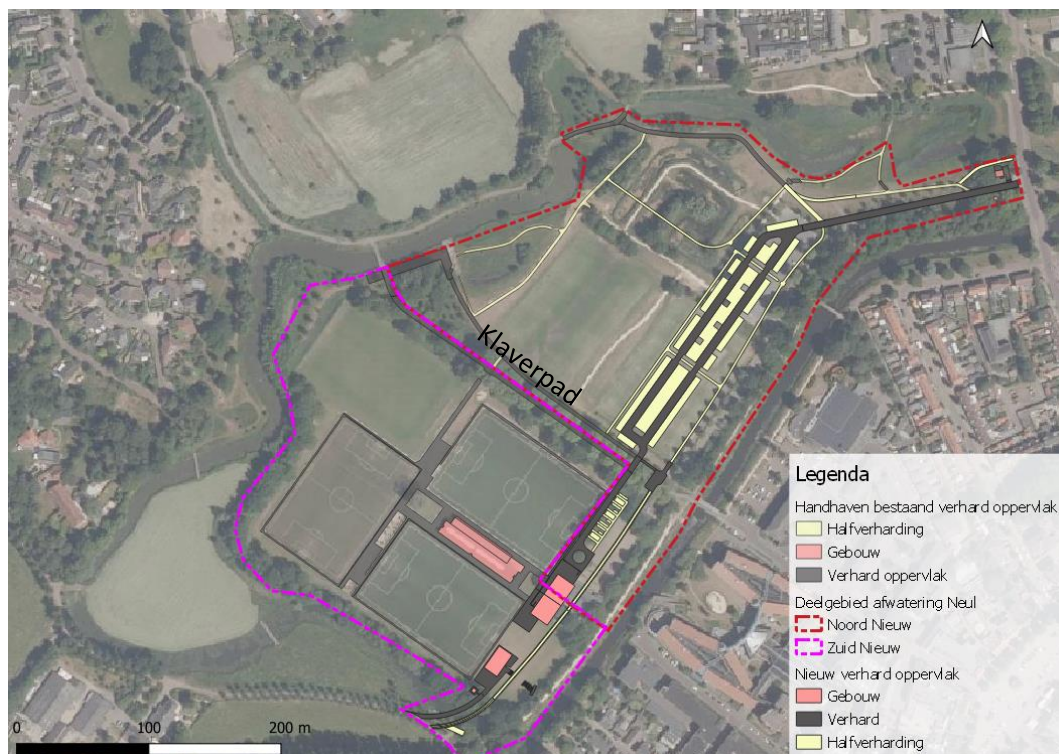 Klaverpad
Legenda
Handhaven bestaand verhard oppervlak
Halfverharding
Gebouw
Verhard oppervlak
Deelgebied afwatering Neul
Noord Nieuw
Zuid Nieuw
Nieuw verhard oppervlak
Gebouw
Verhard
Halfverharding
0 100 200 m